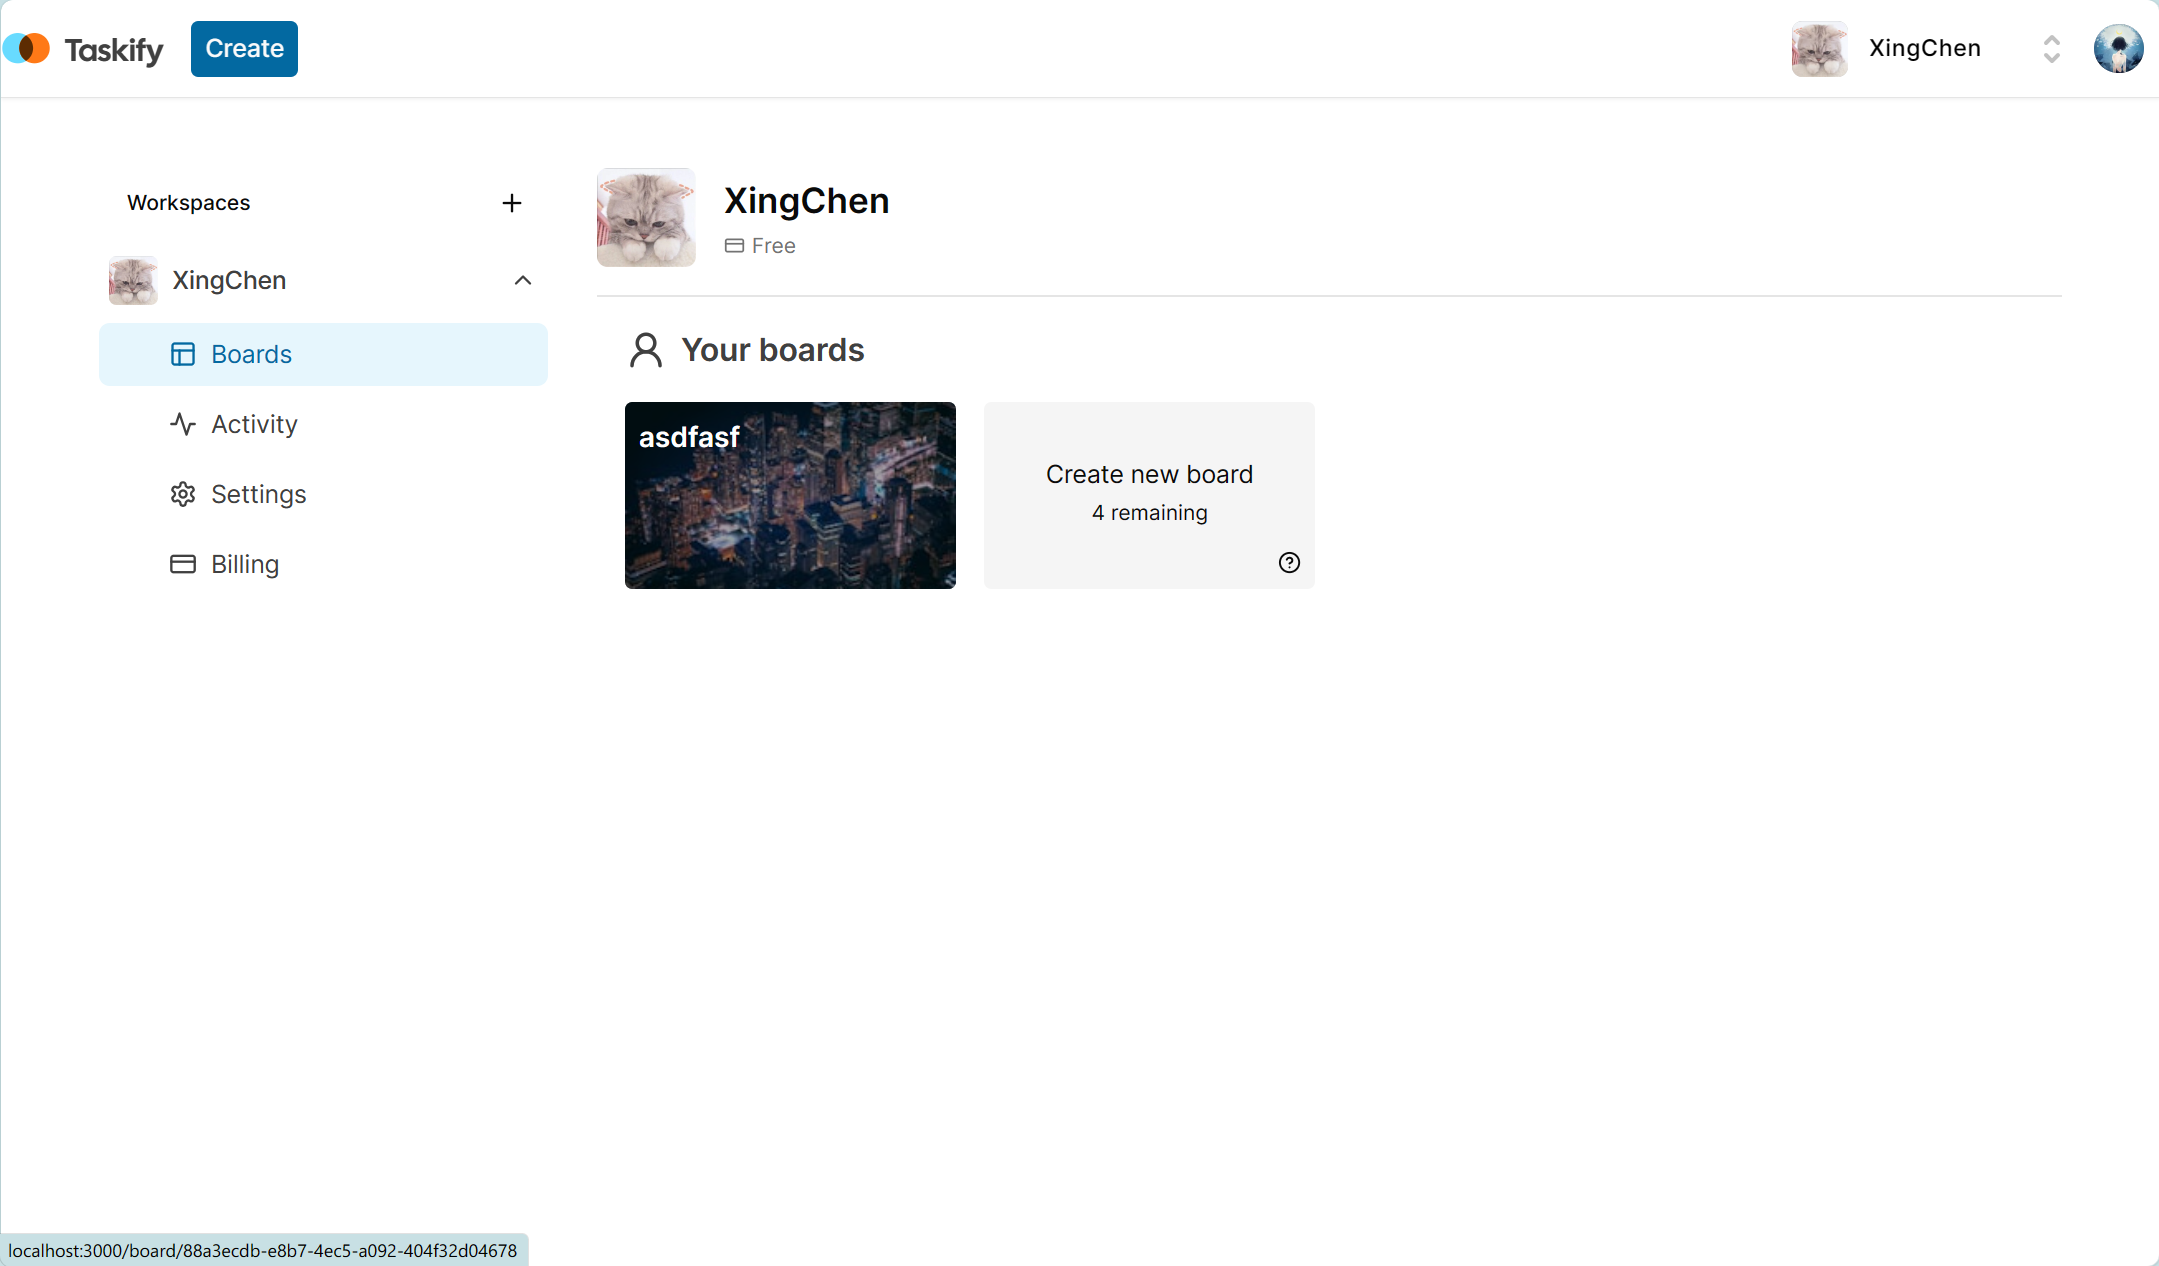 Taskify
Create
XingChen
Workspaces
XingChen
Boards
Activity
Settings
Billing
XingChen
Free
Your boards
asdfasf
Create new board
4 remaining
localhost:3000/board/88a3ecdb-e8b7-4ec5-a092-404f32d04678